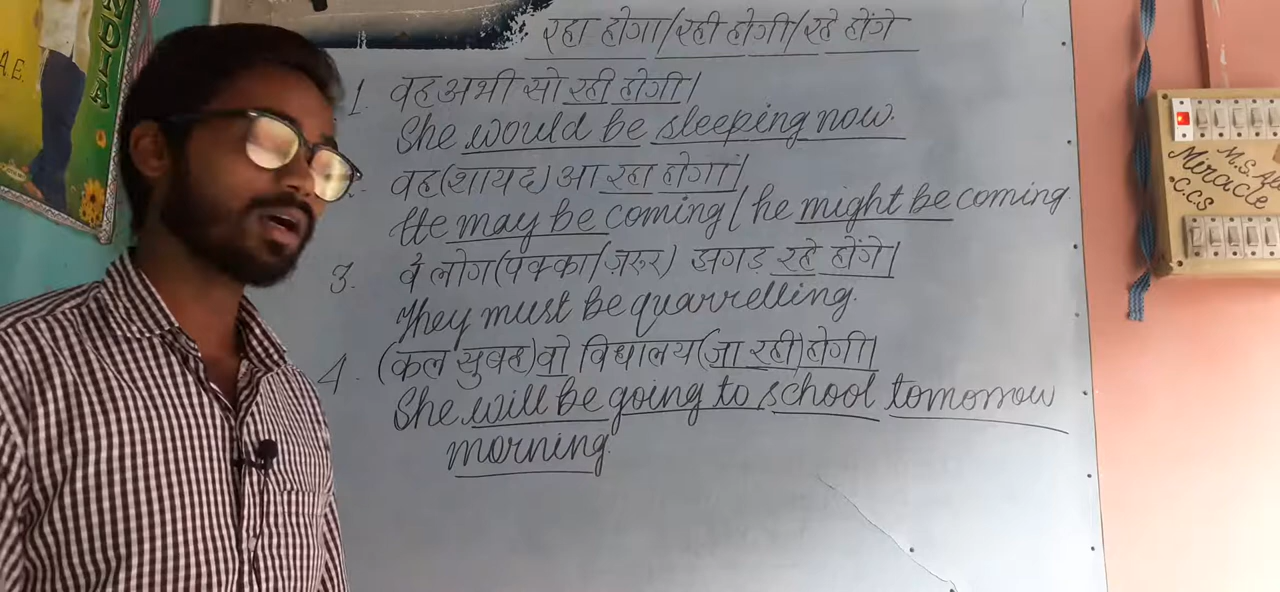 A.E.
INDIA
रहा होगा/रही होगी/रहे होंगे
1. वह अभी सो रही होगी।
She would be sleeping now.
वह (शायद) आ रहा होगा।
He may be coming / he might be coming.
3. वे लोग (पक्का/ज़रूर) झगड़ रहे होंगे।
They must be quarrelling.
4. (कल सुबह) वो विधालय (जा रही) होगी।
She will be going to school tomorrow
morning.
M.S.
Miracle
C.C.S